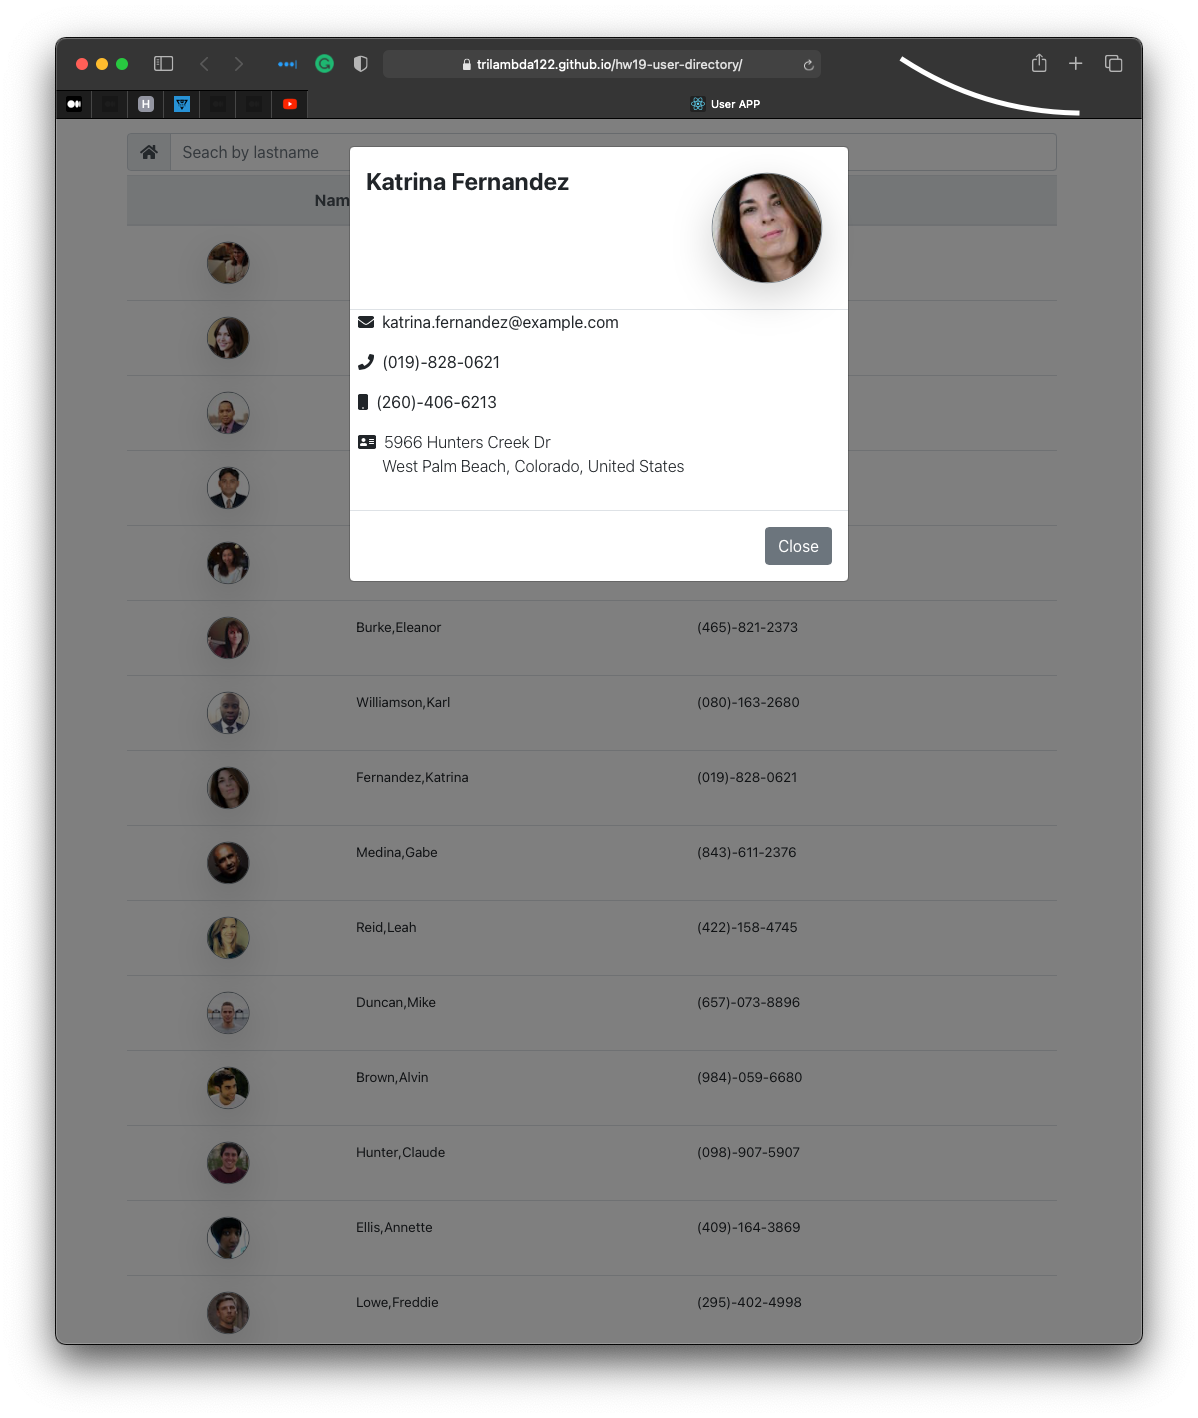 trilambda122.github.io/hw19-user-directory/
H
User APP
Seach by lastname
Nam
Katrina Fernandez
katrina.fernandez@example.com
(019)-828-0621
(260)-406-6213
5966 Hunters Creek Dr
West Palm Beach, Colorado, United States
Close
Burke,Eleanor (465)-821-2373
Williamson,Karl (080)-163-2680
Fernandez,Katrina (019)-828-0621
Medina,Gabe (843)-611-2376
Reid,Leah (422)-158-4745
Duncan,Mike (657)-073-8896
Brown,Alvin (984)-059-6680
Hunter,Claude (098)-907-5907
Ellis,Annette (409)-164-3869
Lowe,Freddie (295)-402-4998